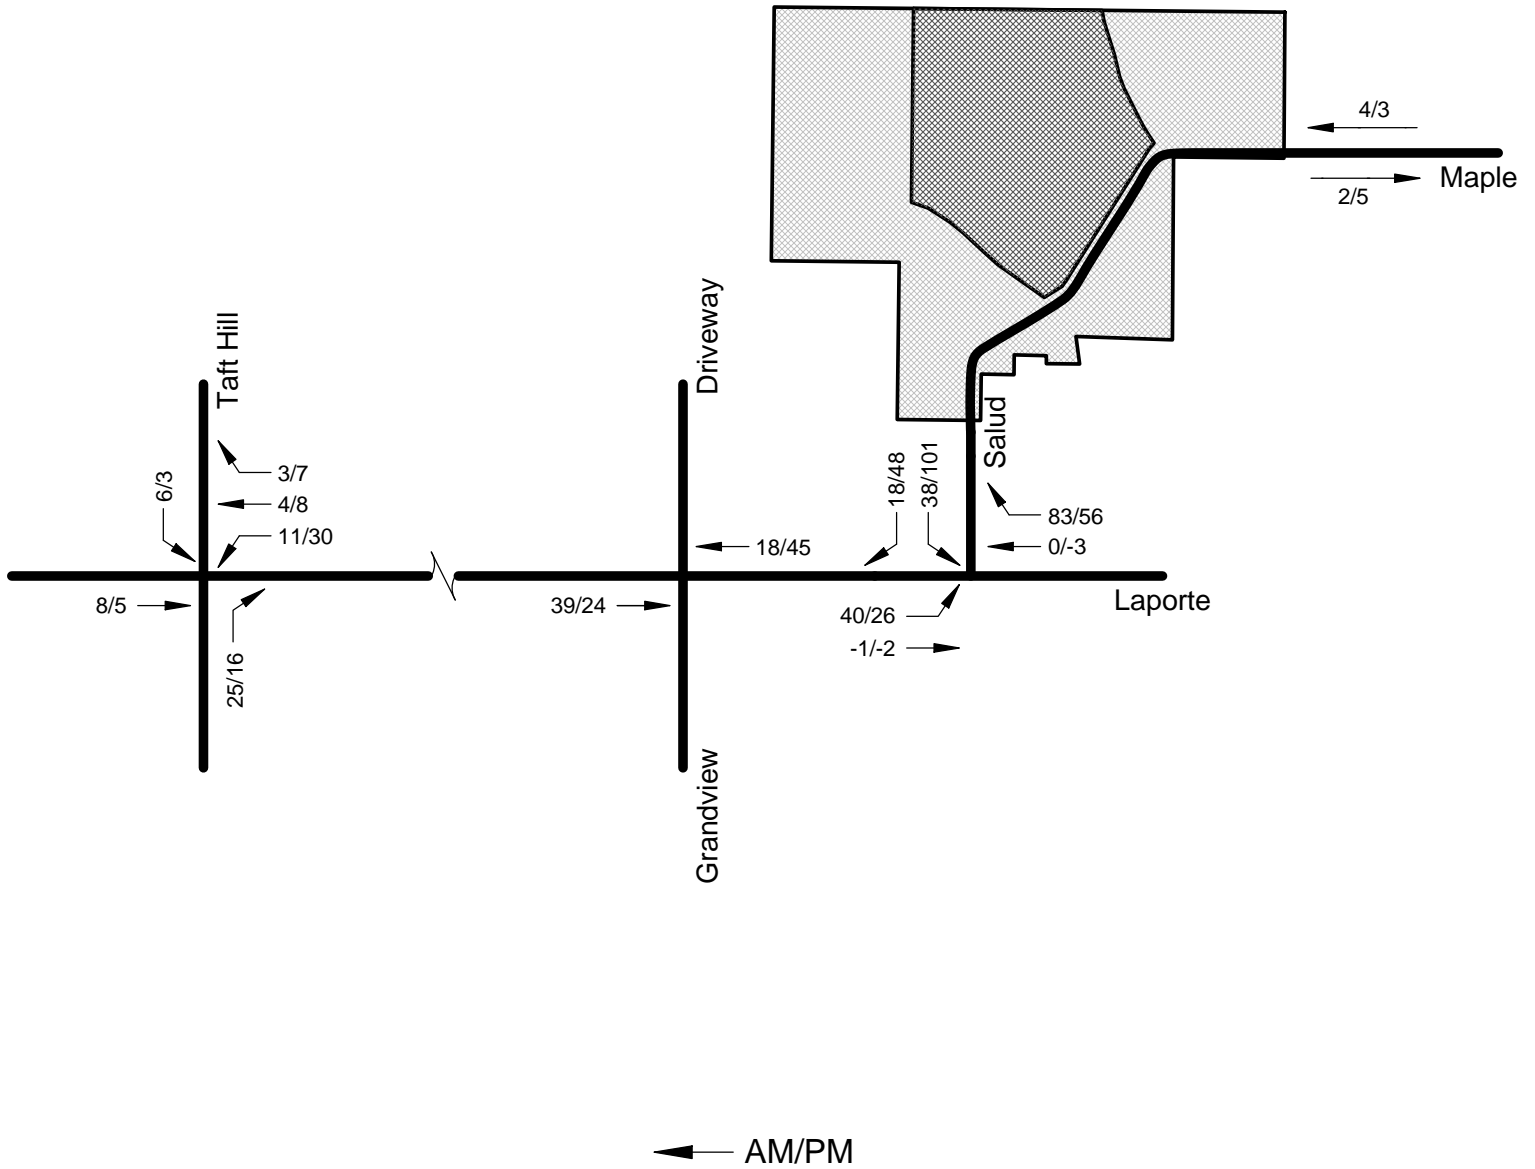 4/3
Maple
2/5
Driveway
Taft Hill
Salud
18/48
38/101
6/3
3/7
4/8
11/30
83/56
0/-3
18/45
8/5
39/24
Laporte
40/26
-1/-2
25/16
Grandview
AM/PM